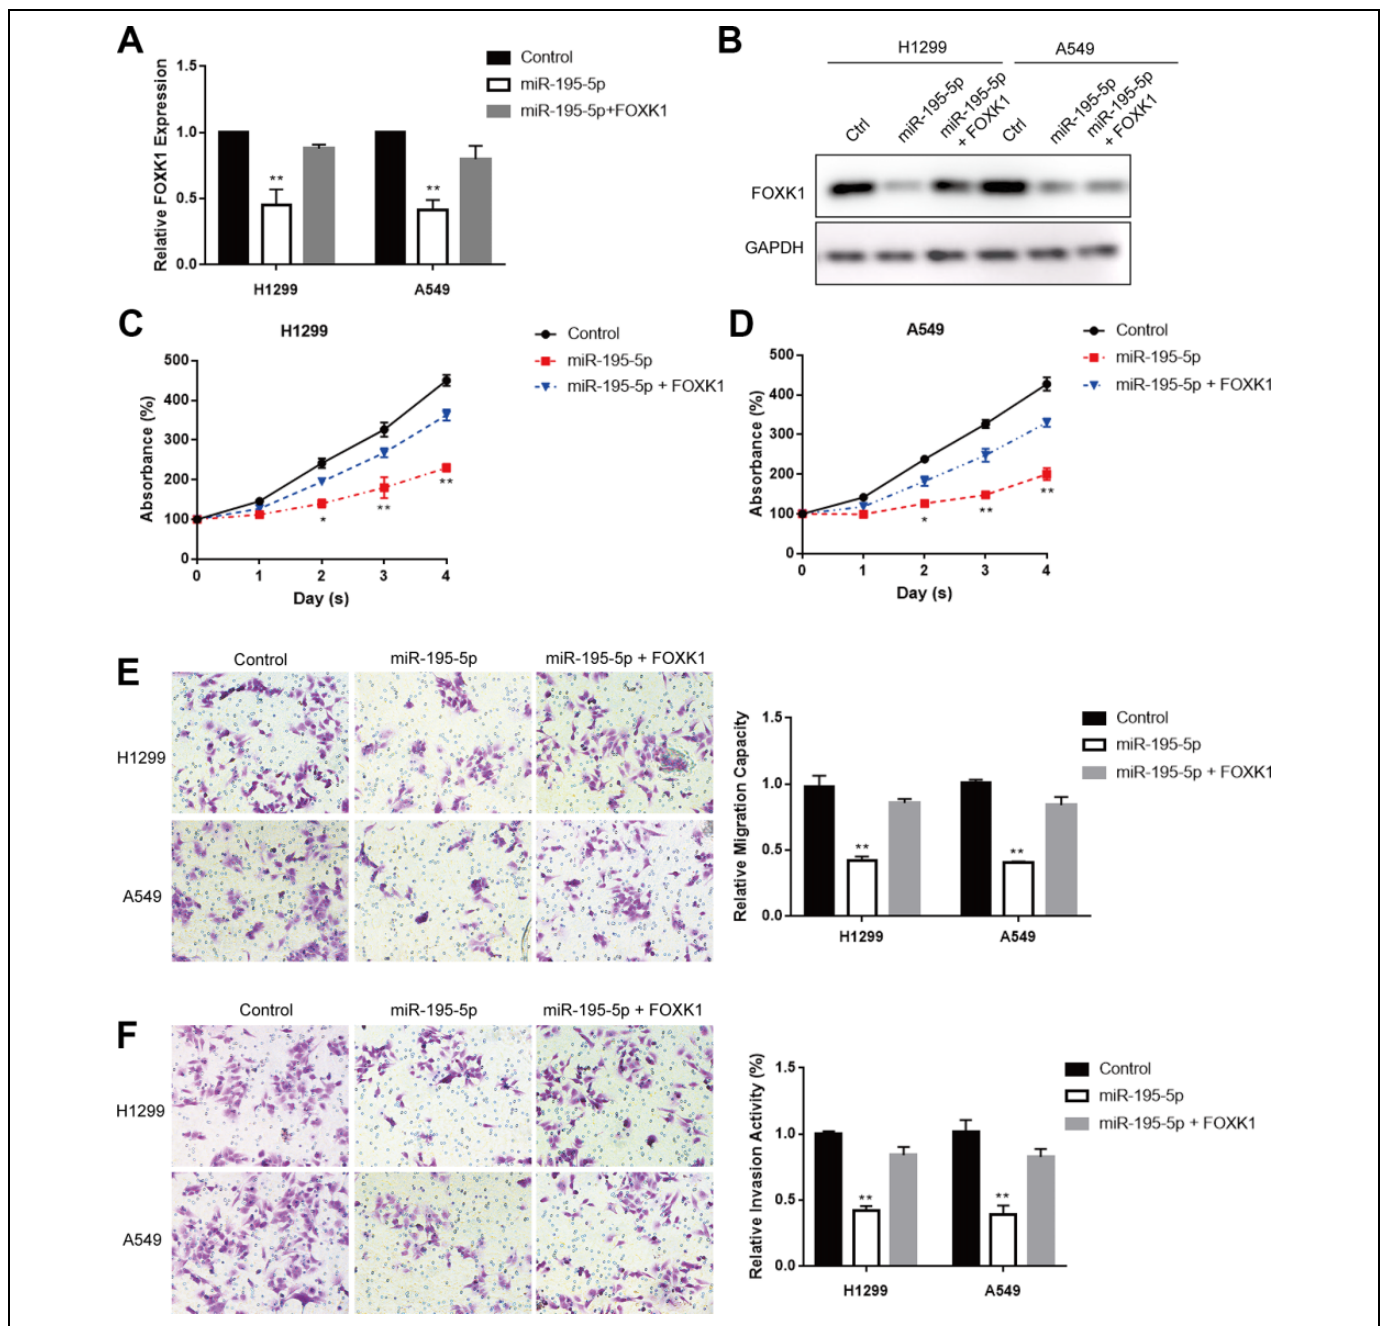 A
Relative FOXK1 Expression
1.5
1.0
0.5
0.0
**
**
H1299
A549
Control
miR-195-5p
miR-195-5p+FOXK1
B
H1299
A549
Ctrl
miR-195-5p
miR-195-5p
+ FOXK1
Ctrl
miR-195-5p
miR-195-5p
+ FOXK1
FOXK1
GAPDH
C
H1299
Absorbance (%)
500
400
300
200
100
0
*
**
**
0 1 2 3 4
Day (s)
Control
miR-195-5p
miR-195-5p + FOXK1
D
A549
Absorbance (%)
500
400
300
200
100
0
*
**
**
0 1 2 3 4
Day (s)
Control
miR-195-5p
miR-195-5p + FOXK1
E
Control miR-195-5p miR-195-5p + FOXK1
H1299
A549
Relative Migration Capacity
1.5
1.0
0.5
0.0
**
**
H1299
A549
Control
miR-195-5p
miR-195-5p + FOXK1
F
Control miR-195-5p miR-195-5p + FOXK1
H1299
A549
Relative Invasion Activity (%)
1.5
1.0
0.5
0.0
**
**
H1299
A549
Control
miR-195-5p
miR-195-5p + FOXK1